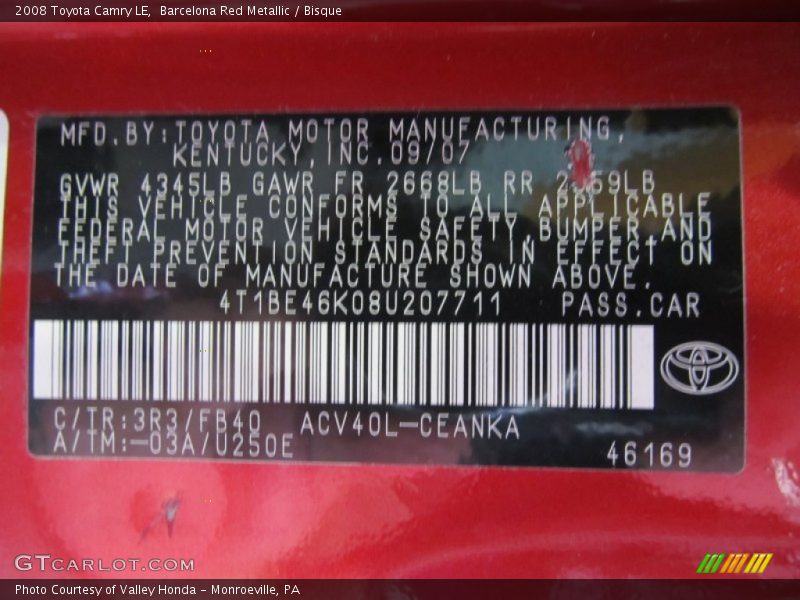 2008 Toyota Camry LE, Barcelona Red Metallic / Bisque
MFD.BY:TOYOTA MOTOR MANUFACTURING,
KENTUCKY,INC.09/07
GVWR 4345LB GAWR FR 2668LB RR LB
THIS VEHICLE CONFORMS TO ALL APPLICABLE
FEDERAL MOTOR VEHICLE SAFETY,BUMPER AND
THEFT PREVENTION STANDARDS IN EFFECT ON
THE DATE OF MANUFACTURE SHOWN ABOVE.
4T1BE46K08U207711 PASS.CAR
C/TR:3R3/FB40 ACV40L-CEANKA
A/TM:-03A/U250E
46169
GTCARLOT.COM
Photo Courtesy of Valley Honda - Monroeville, PA